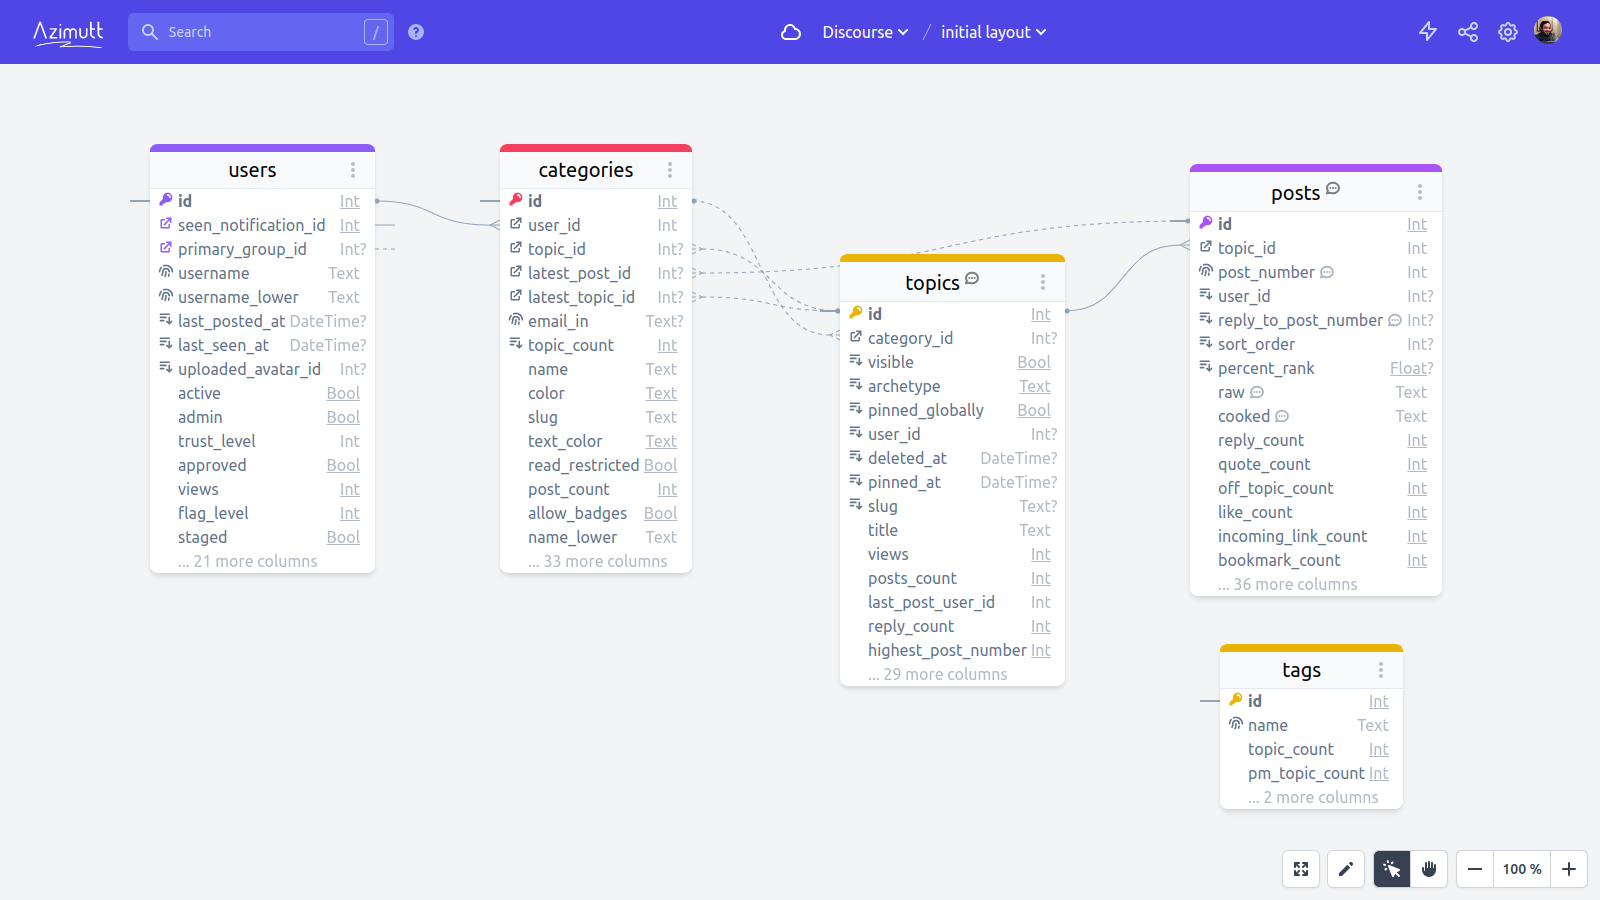 Azimutt
Search
/
?
Discourse / initial layout
users
id Int
seen_notification_id Int
primary_group_id Int?
username Text
username_lower Text
last_posted_at DateTime?
last_seen_at DateTime?
uploaded_avatar_id Int?
active Bool
admin Bool
trust_level Int
approved Bool
views Int
flag_level Int
staged Bool
... 21 more columns
categories
id Int
user_id Int
topic_id Int?
latest_post_id Int?
latest_topic_id Int?
email_in Text?
topic_count Int
name Text
color Text
slug Text
text_color Text
read_restricted Bool
post_count Int
allow_badges Bool
name_lower Text
... 33 more columns
topics
id Int
category_id Int?
visible Bool
archetype Text
pinned_globally Bool
user_id Int?
deleted_at DateTime?
pinned_at DateTime?
slug Text?
title Text
views Int
posts_count Int
last_post_user_id Int
reply_count Int
highest_post_number Int
... 29 more columns
posts
id Int
topic_id Int
post_number Int
user_id Int?
reply_to_post_number Int?
sort_order Int?
percent_rank Float?
raw Text
cooked Text
reply_count Int
quote_count Int
off_topic_count Int
like_count Int
incoming_link_count Int
bookmark_count Int
... 36 more columns
tags
id Int
name Text
topic_count Int
pm_topic_count Int
... 2 more columns
100 %